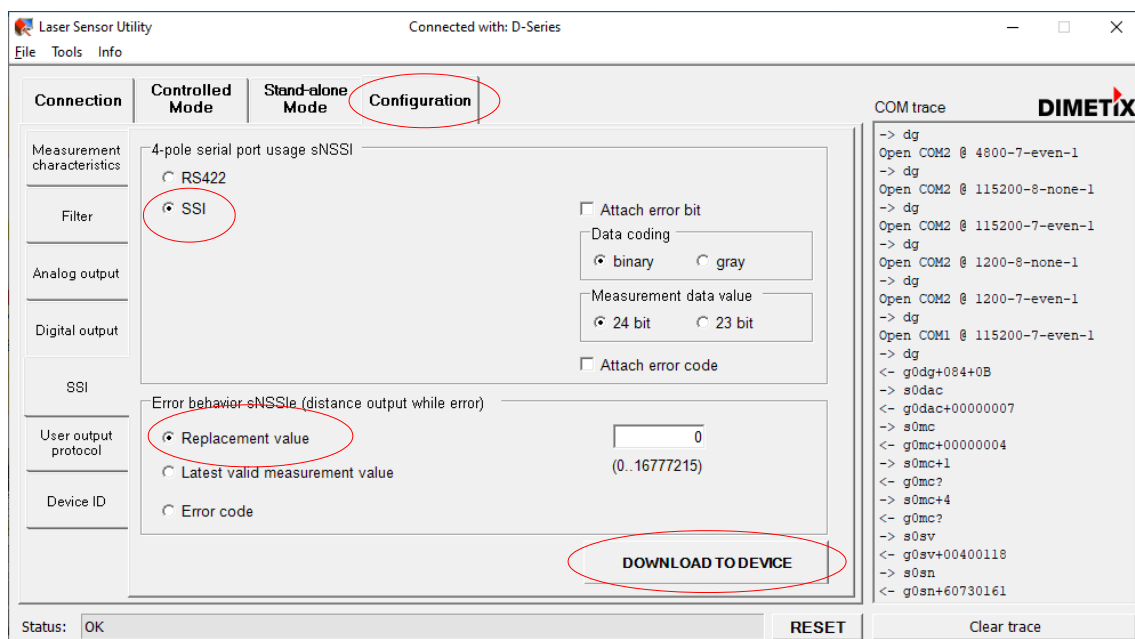 Laser Sensor Utility
Connected with: D-Series
File Tools Info
Connection
Controlled Mode
Stand-alone Mode
Configuration
Measurement characteristics
Filter
Analog output
Digital output
SSI
User output protocol
Device ID
4-pole serial port usage sNSSI
RS422
SSI
Attach error bit
Data coding
binary gray
Measurement data value
24 bit 23 bit
Attach error code
Error behavior sNSSIe (distance output while error)
Replacement value
0
(0..16777215)
Latest valid measurement value
Error code
DOWNLOAD TO DEVICE
COM trace
DIMETIX
-> dg
Open COM2 @ 4800-7-even-1
-> dg
Open COM2 @ 115200-8-none-1
-> dg
Open COM2 @ 115200-7-even-1
-> dg
Open COM2 @ 1200-8-none-1
-> dg
Open COM2 @ 1200-7-even-1
-> dg
Open COM1 @ 115200-7-even-1
-> dg
<- g0dg+084+0B
-> s0dac
<- g0dac+00000007
-> s0mc
<- g0mc+00000004
-> s0mc+1
<- g0mc?
-> s0mc+4
<- g0mc?
-> s0sv
<- g0sv+00400118
-> s0sn
<- g0sn+60730161
Status: OK
RESET
Clear trace